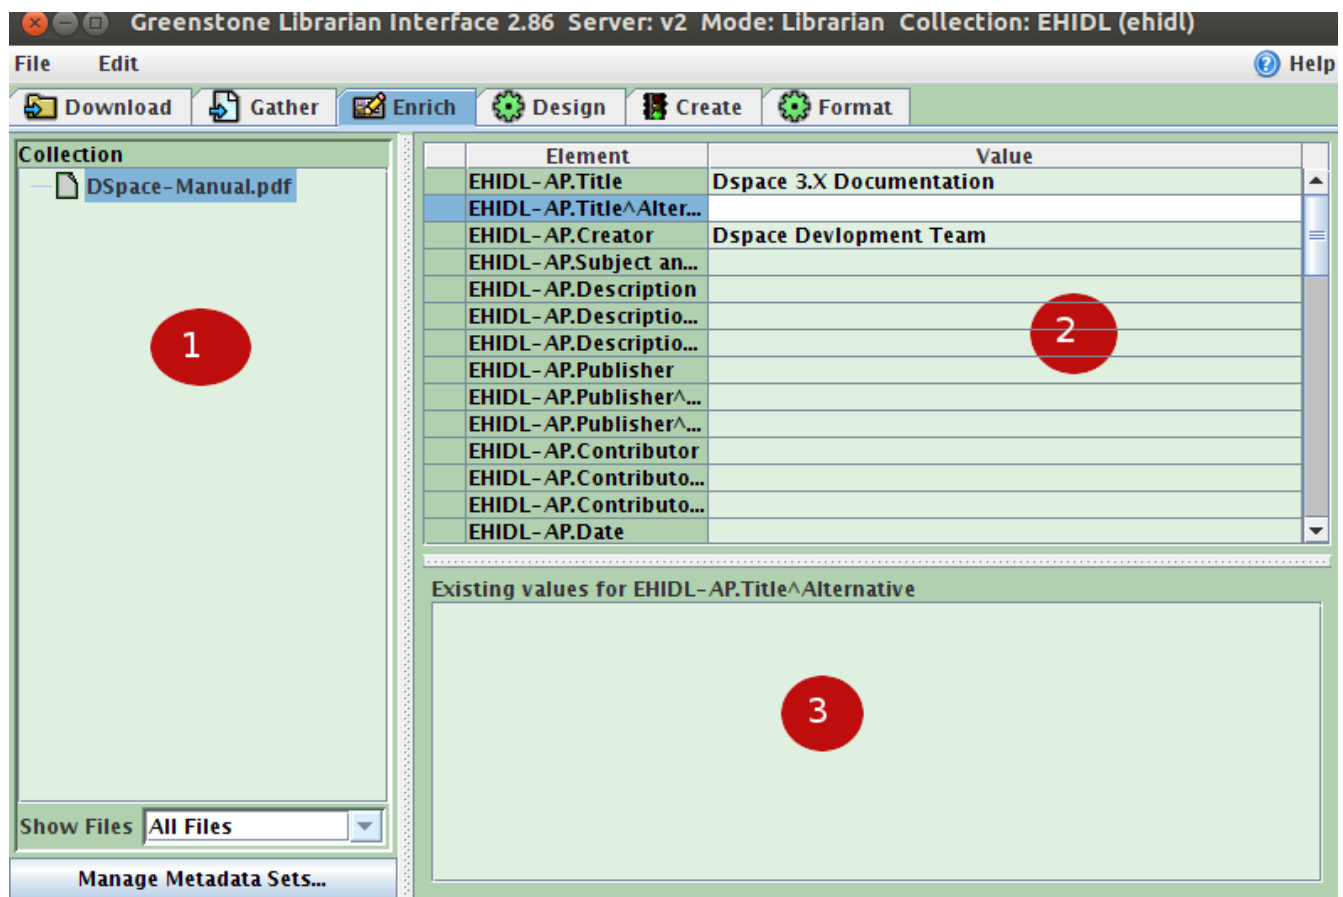 Greenstone Librarian Interface 2.86 Server: v2 Mode: Librarian Collection: EHIDL (ehidl)
File Edit Help
Download Gather Enrich Design Create Format
Collection
DSpace-Manual.pdf
1
Show Files All Files
Manage Metadata Sets...
Element Value
EHIDL-AP.Title Dspace 3.X Documentation
EHIDL-AP.Title^Alter...
EHIDL-AP.Creator Dspace Devlopment Team
EHIDL-AP.Subject an...
EHIDL-AP.Description
EHIDL-AP.Descriptio...
EHIDL-AP.Descriptio...
EHIDL-AP.Publisher
EHIDL-AP.Publisher^...
EHIDL-AP.Publisher^...
EHIDL-AP.Contributor
EHIDL-AP.Contributo...
EHIDL-AP.Contributo...
EHIDL-AP.Date
2
Existing values for EHIDL-AP.Title^Alternative
3